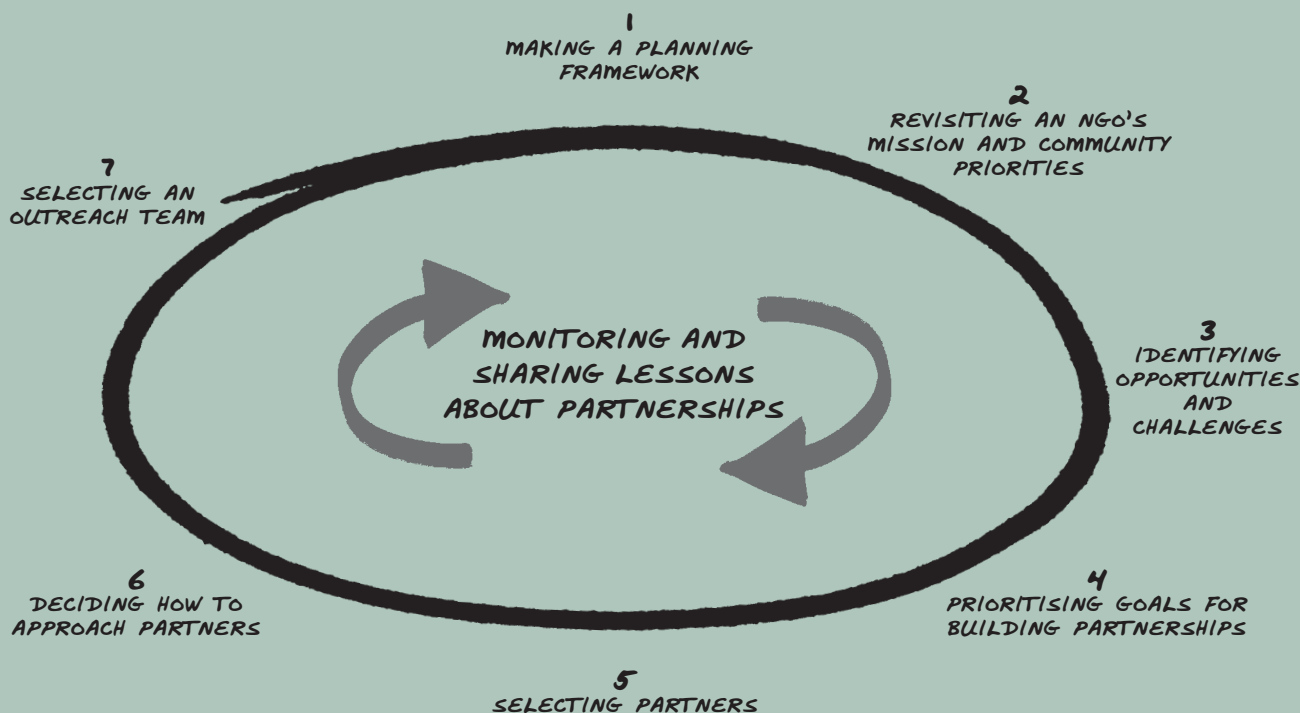 1
MAKING A PLANNING
FRAMEWORK
2
REVISITING AN NGO'S
MISSION AND COMMUNITY
PRIORITIES
3
IDENTIFYING
OPPORTUNITIES
AND
CHALLENGES
4
PRIORITISING GOALS FOR
BUILDING PARTNERSHIPS
5
SELECTING PARTNERS
6
DECIDING HOW TO
APPROACH PARTNERS
7
SELECTING AN
OUTREACH TEAM
MONITORING AND
SHARING LESSONS
ABOUT PARTNERSHIPS